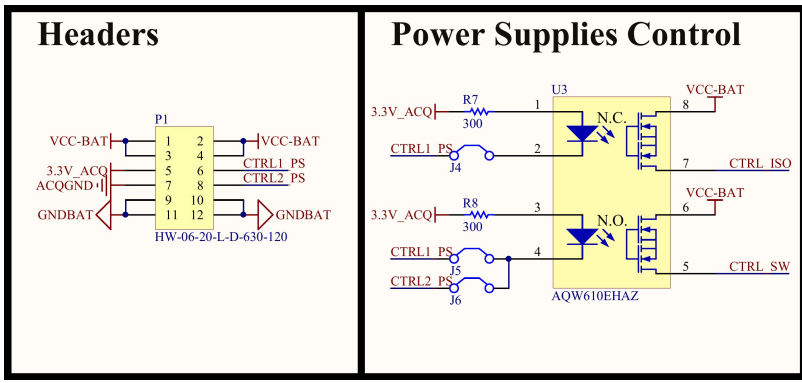 Headers
P1
VCC-BAT 1 2 VCC-BAT
3 4
3.3V_ACQ 5 6 CTRL1_PS
ACQGND 7 8 CTRL2_PS
9 10
GNDBAT 11 12 GNDBAT
HW-06-20-L-D-630-120
Power Supplies Control
U3
3.3V_ACQ R7 300 1 N.C. 8 VCC-BAT
CTRL1_PS J4 2 7 CTRL_ISO
3.3V_ACQ R8 300 3 N.O. 6 VCC-BAT
CTRL1_PS J5 4 5 CTRL_SW
CTRL2_PS J6
AQW610EHAZ